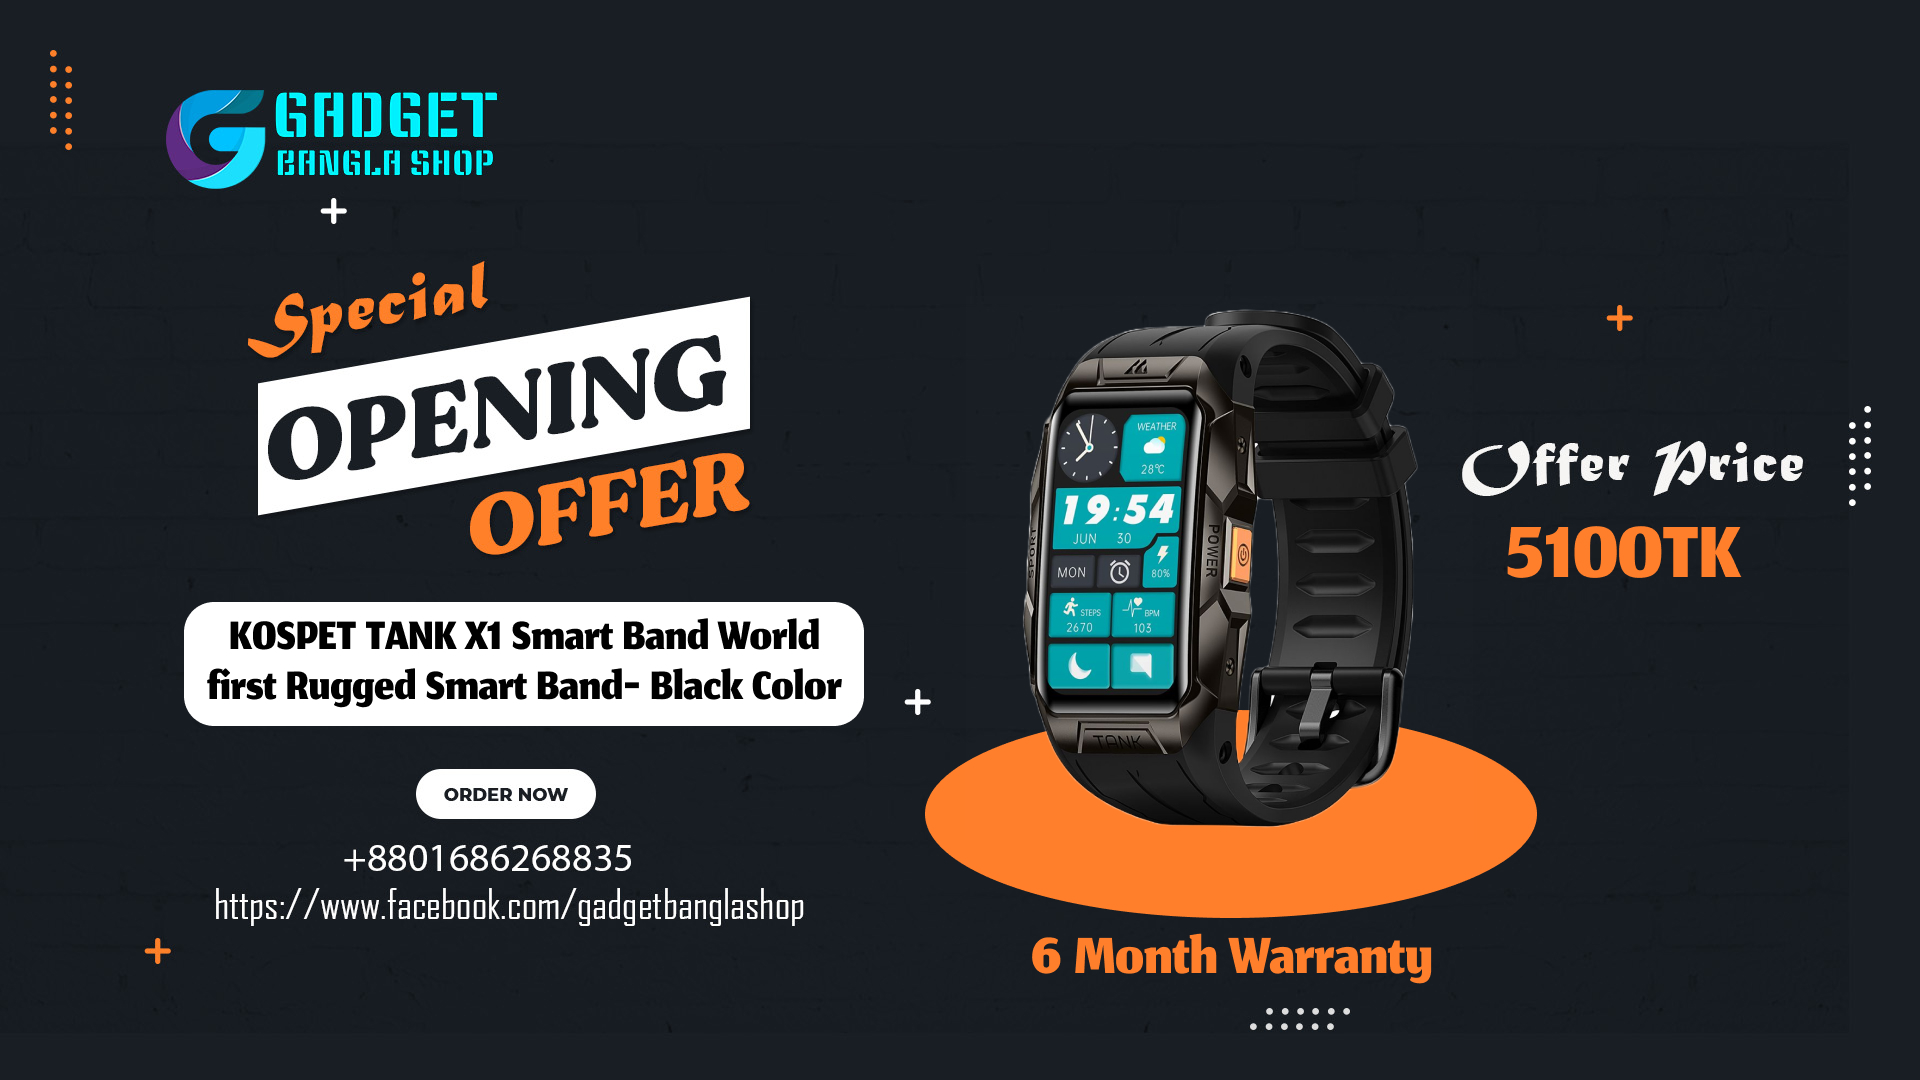 GADGET
BANGLA SHOP
Special
OPENING
OFFER
KOSPET TANK X1 Smart Band World
first Rugged Smart Band- Black Color
ORDER NOW
+8801686268835
https://www.facebook.com/gadgetbanglashop
WEATHER
28°C
19:54
JUN 30
MON
80%
STEPS
2670
BPM
103
SPORT
POWER
TANK
Offer Price
5100TK
6 Month Warranty